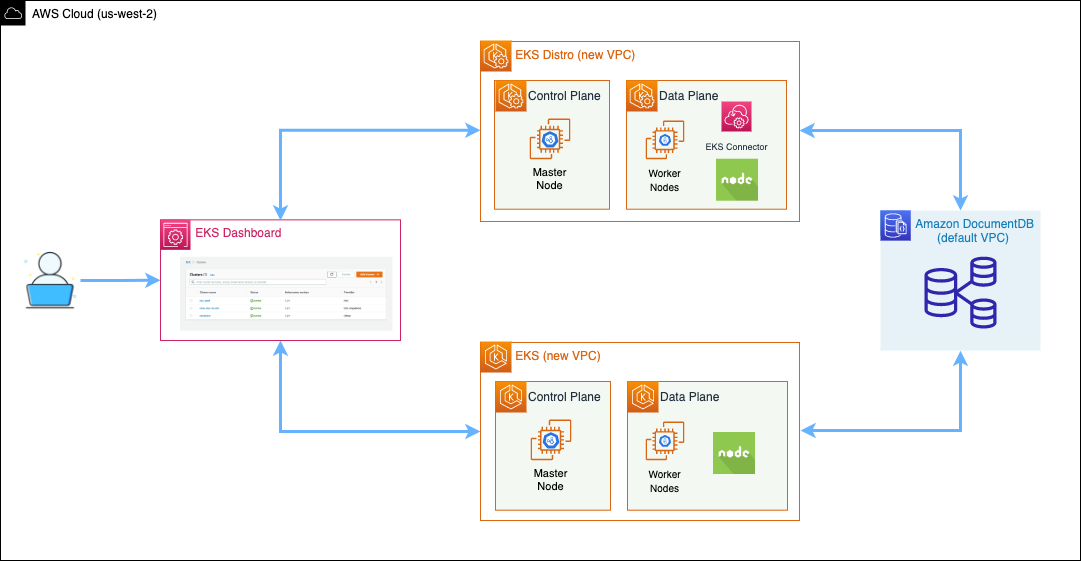 AWS Cloud (us-west-2)
EKS Distro (new VPC)
Control Plane
Master
Node
Data Plane
EKS Connector
Worker
Nodes
node
EKS Dashboard
Clusters
Amazon DocumentDB
(default VPC)
EKS (new VPC)
Control Plane
Master
Node
Data Plane
Worker
Nodes
node